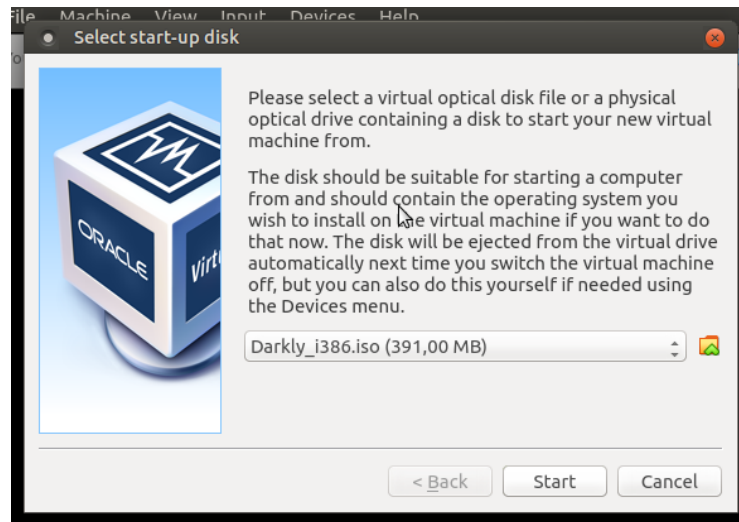 File Machine View Input Devices Help
Select start-up disk
Please select a virtual optical disk file or a physical
optical drive containing a disk to start your new virtual
machine from.
The disk should be suitable for starting a computer
from and should contain the operating system you
wish to install on the virtual machine if you want to do
that now. The disk will be ejected from the virtual drive
automatically next time you switch the virtual machine
off, but you can also do this yourself if needed using
the Devices menu.
ORACLE
Virt
Darkly_i386.iso (391,00 MB)
< Back Start Cancel